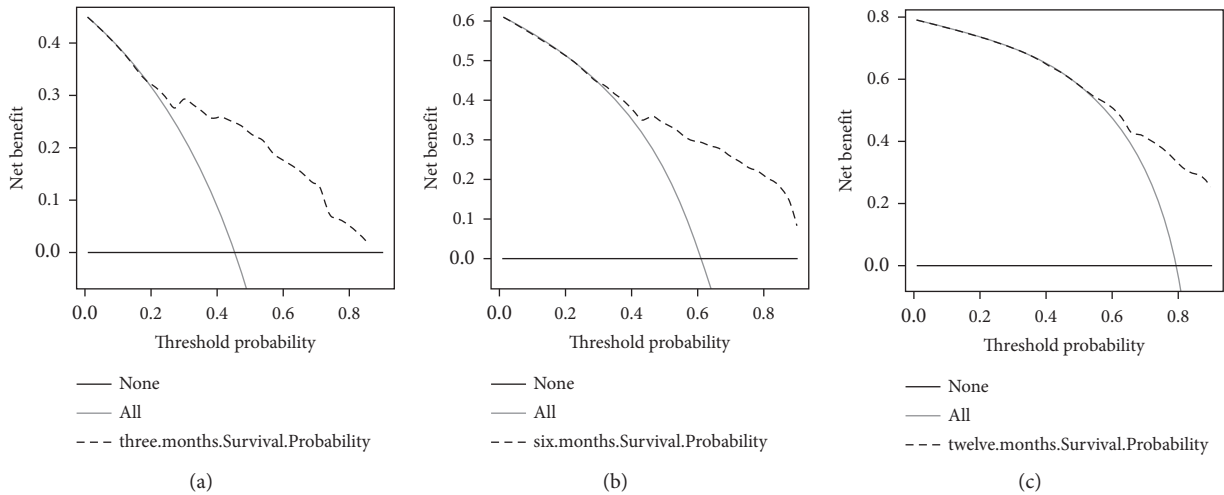 0.4
0.3
0.2
0.1
0.0
Net benefit
0.0 0.2 0.4 0.6 0.8
Threshold probability
None
All
three.months.Survival.Probability
(a)
0.6
0.5
0.4
0.3
0.2
0.1
0.0
Net benefit
0.0 0.2 0.4 0.6 0.8
Threshold probability
None
All
six.months.Survival.Probability
(b)
0.8
0.6
0.4
0.2
0.0
Net benefit
0.0 0.2 0.4 0.6 0.8
Threshold probability
None
All
twelve.months.Survival.Probability
(c)